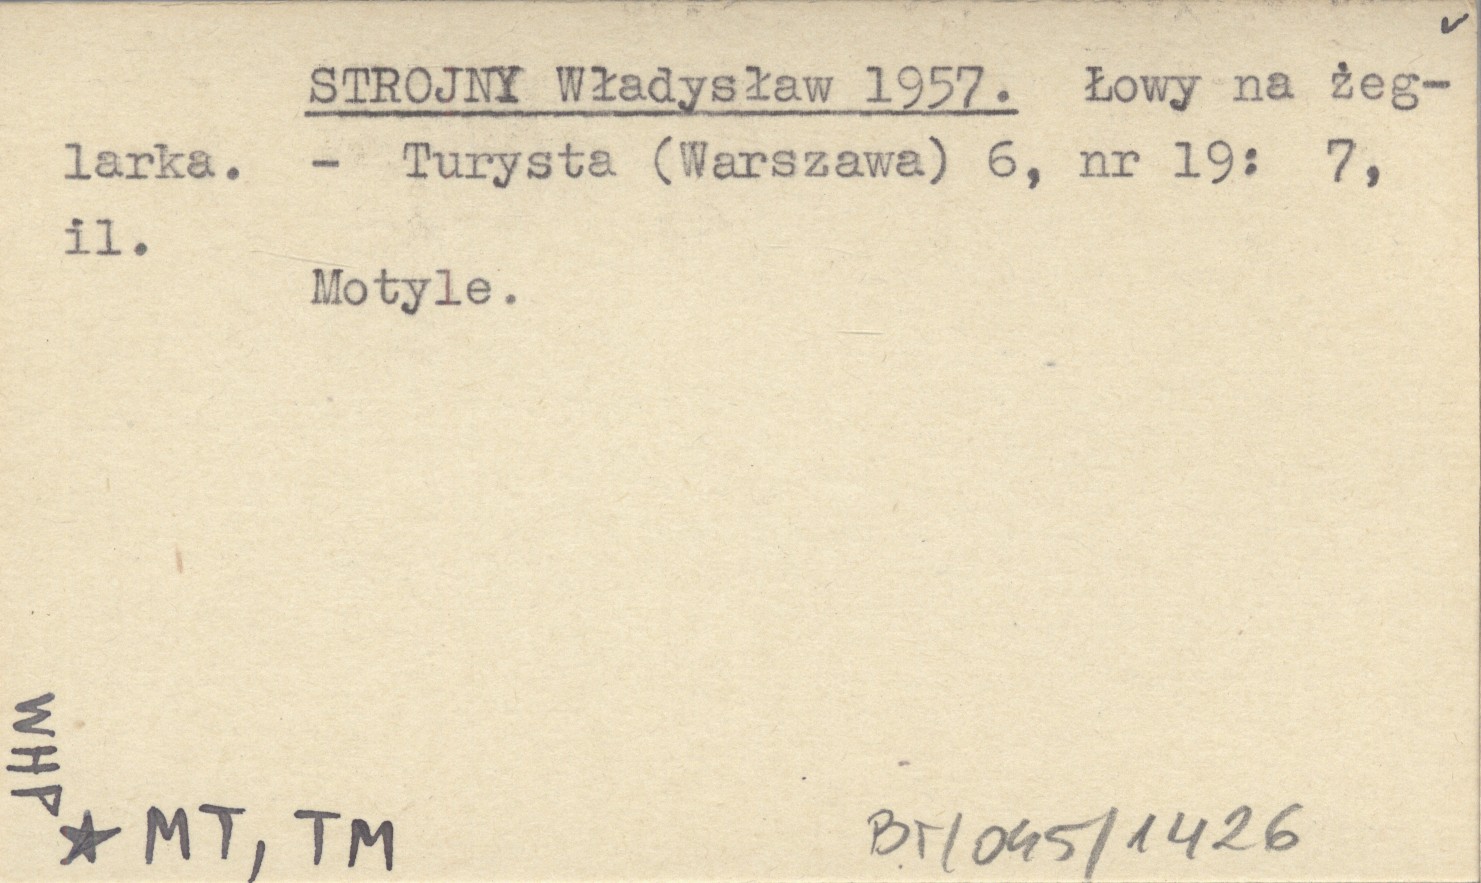 STROJNY Władysław 1957. Łowy na żeg-
larka. - Turysta (Warszawa) 6, nr 19: 7,
il.
Motyle.
WHP
★ MT, TM
BT/045/1426